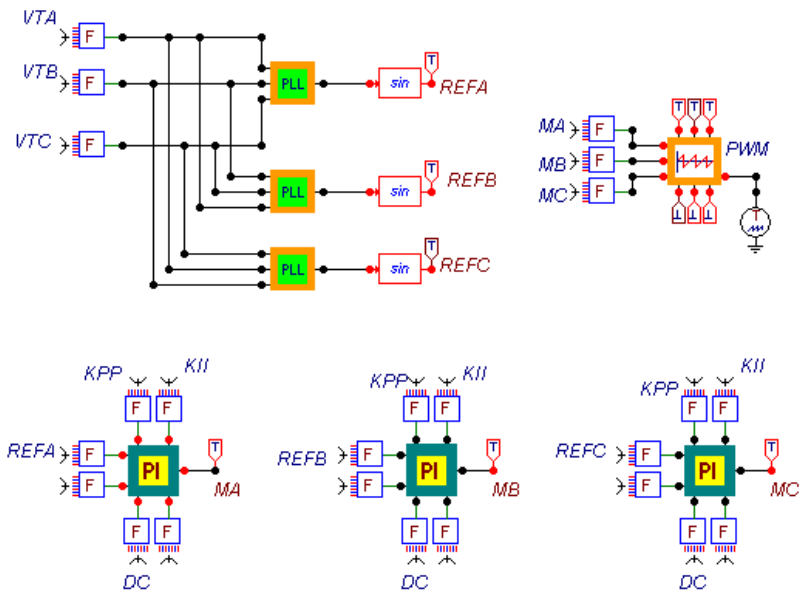 VTA
F
VTB
F
VTC
F
PLL
sin
T
REFA
PLL
sin
T
REFB
PLL
sin
T
REFC
T T T
MA
F
MB
F
MC
F
PWM
T T T
T
KPP
KII
F F
REFA
F
F
PI
T
MA
F F
DC
KPP
KII
F F
REFB
F
F
PI
T
MB
F F
DC
KPP
KII
F F
REFC
F
F
PI
T
MC
F F
DC